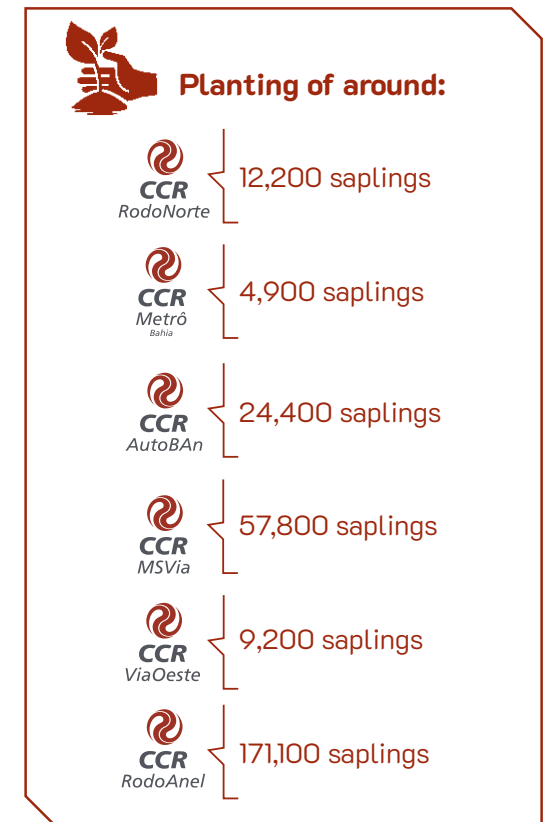 Planting of around:
CCR
RodoNorte
12,200 saplings
CCR
Metrô
Bahia
4,900 saplings
CCR
AutoBAn
24,400 saplings
CCR
MSVia
57,800 saplings
CCR
ViaOeste
9,200 saplings
CCR
RodoAnel
171,100 saplings